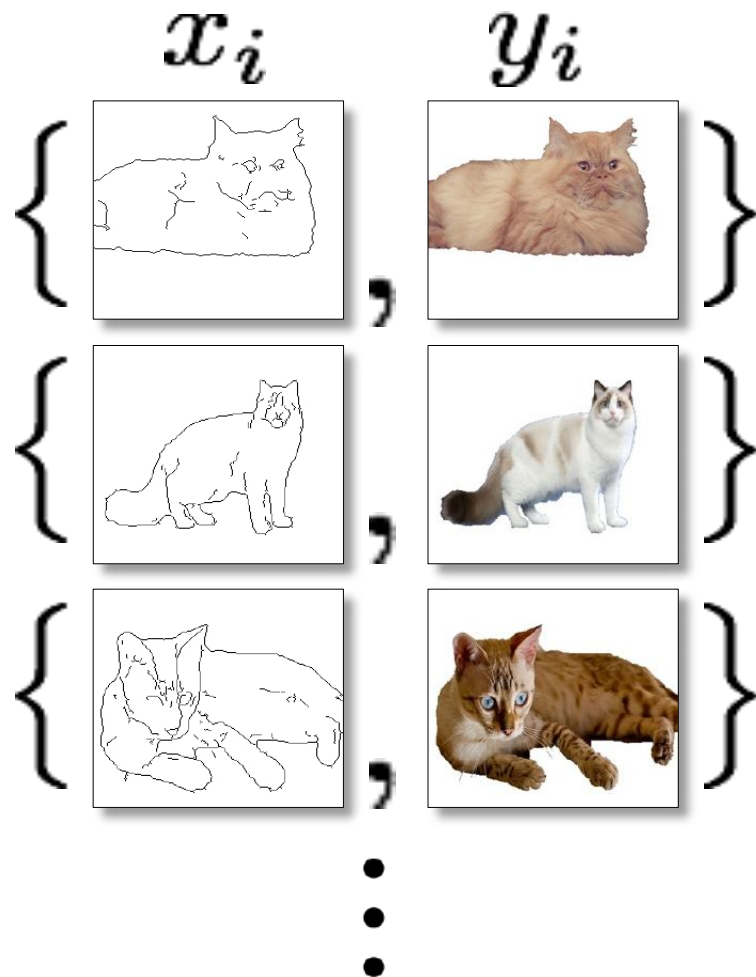 x_i y_i
{ , }
{ , }
{ , }
⋮